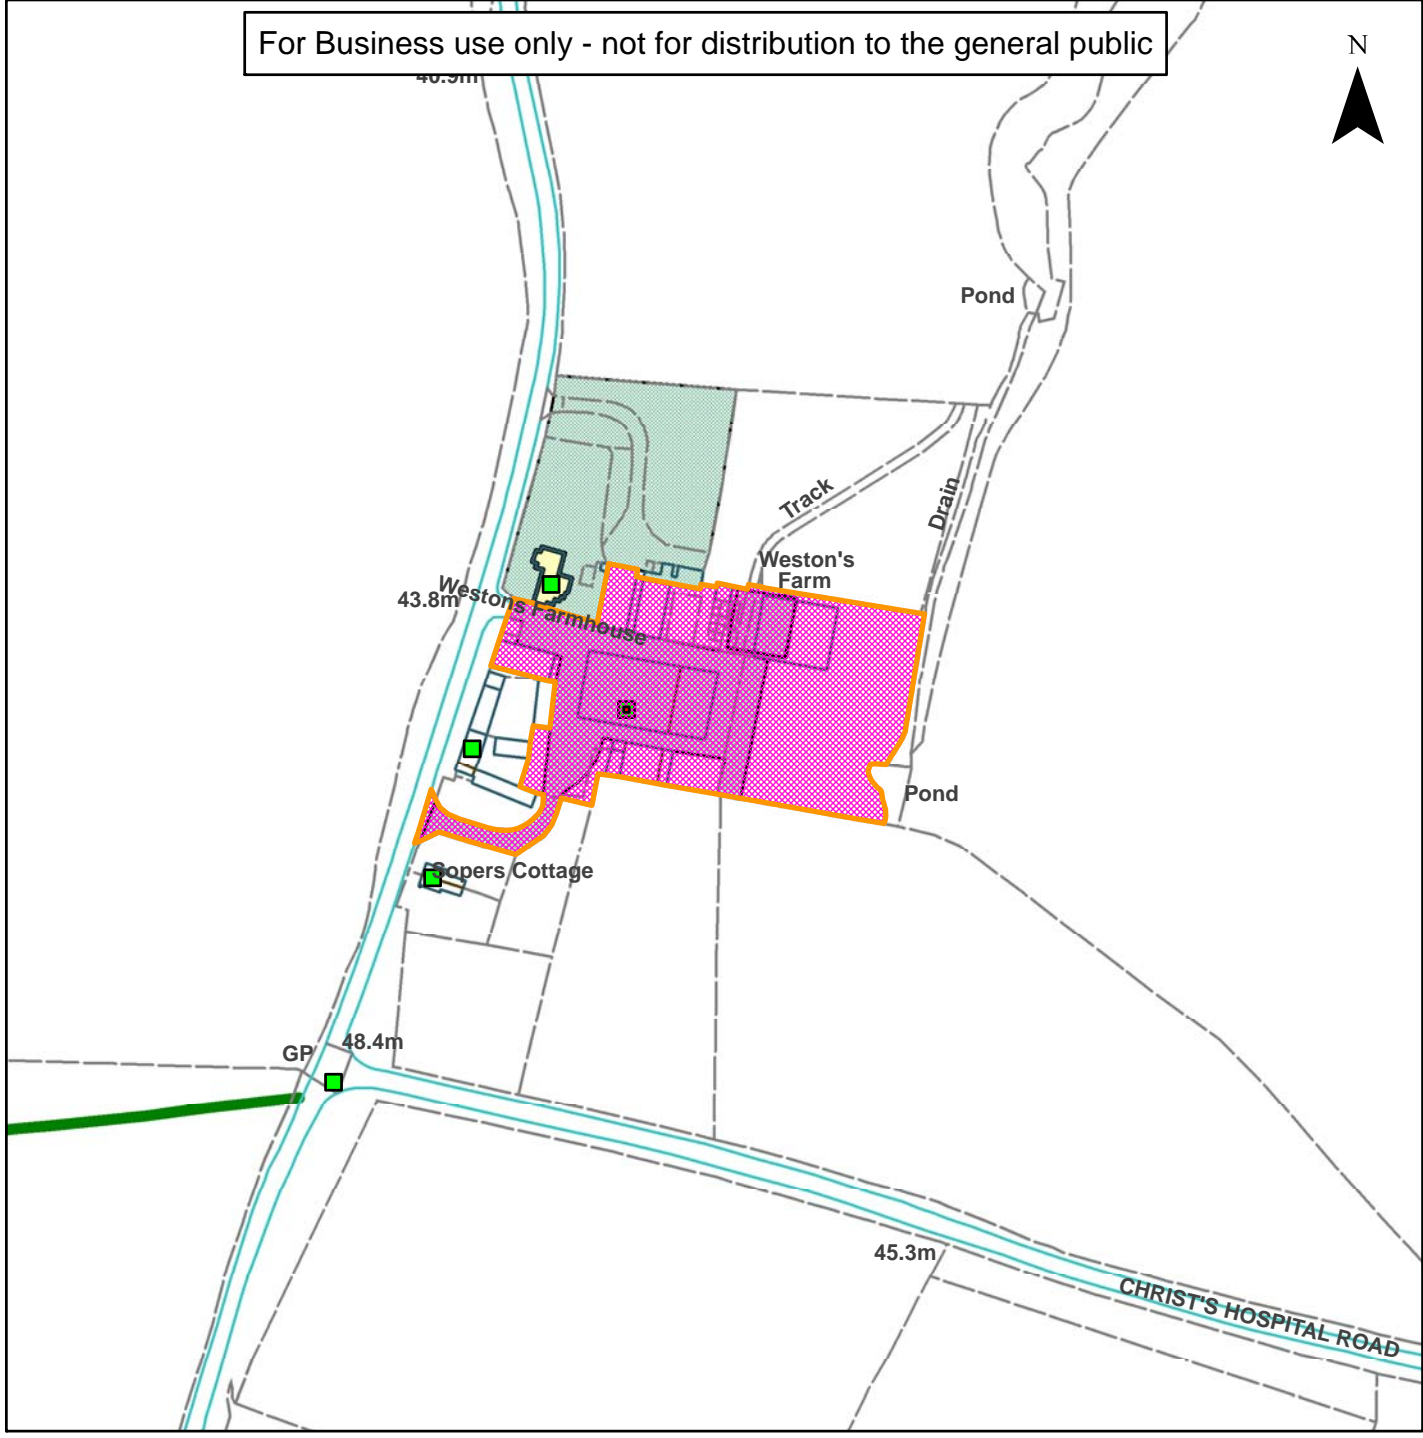 For Business use only - not for distribution to the general public
N
Pond
Track
Drain
Weston's
Farm
43.8m
Westons Farmhouse
Pond
Sopers Cottage
GP
48.4m
45.3m
CHRIST'S HOSPITAL ROAD